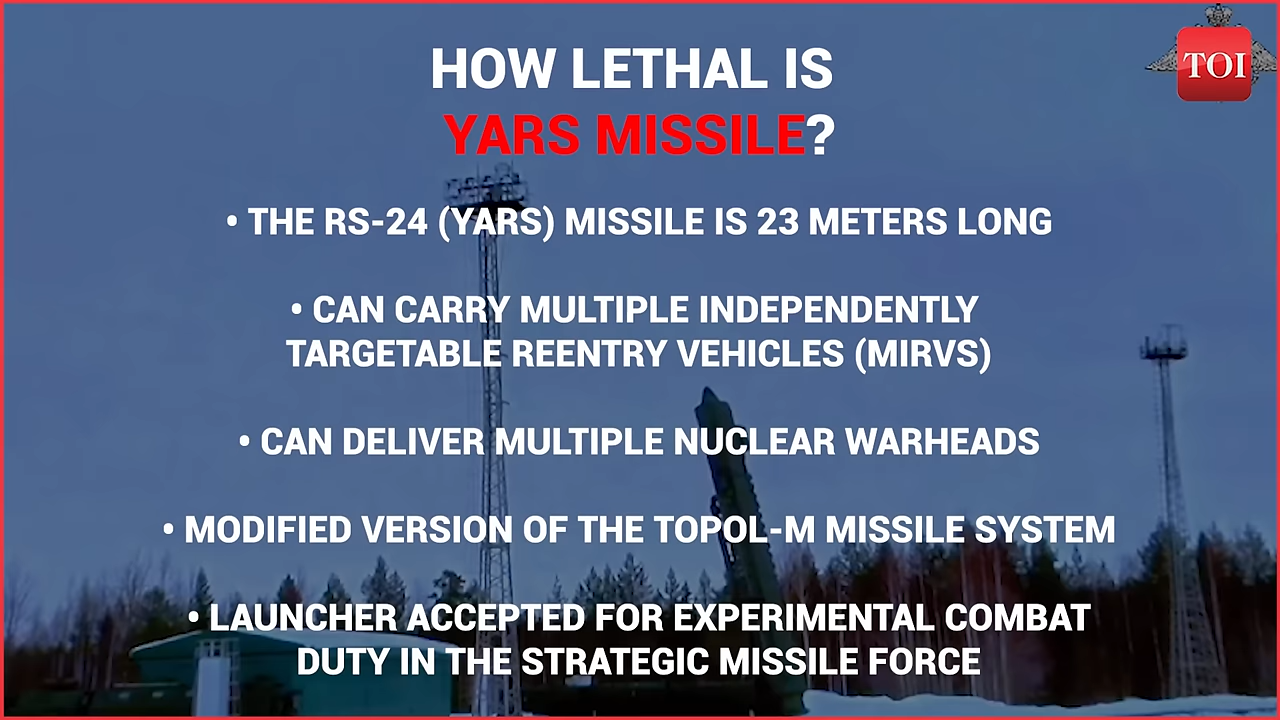 TOI
HOW LETHAL IS
YARS MISSILE?
• THE RS-24 (YARS) MISSILE IS 23 METERS LONG
• CAN CARRY MULTIPLE INDEPENDENTLY
TARGETABLE REENTRY VEHICLES (MIRVS)
• CAN DELIVER MULTIPLE NUCLEAR WARHEADS
• MODIFIED VERSION OF THE TOPOL-M MISSILE SYSTEM
• LAUNCHER ACCEPTED FOR EXPERIMENTAL COMBAT
DUTY IN THE STRATEGIC MISSILE FORCE